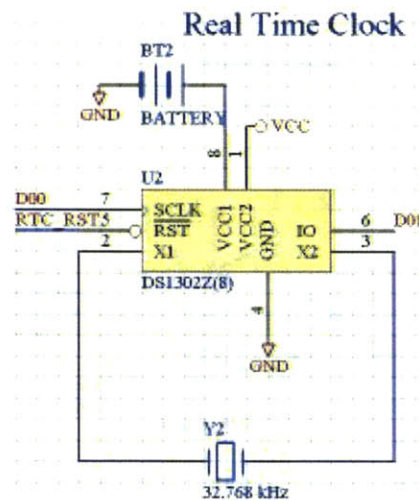 Real Time Clock
BT2
GND
BATTERY
VCC
8
1
U2
D00
7
SCLK
VCC1
VCC2
GND
IO
6
RTC_RST
5
RST
X2
3
2
X1
DS1302Z(8)
4
GND
Y2
32.768 kHz